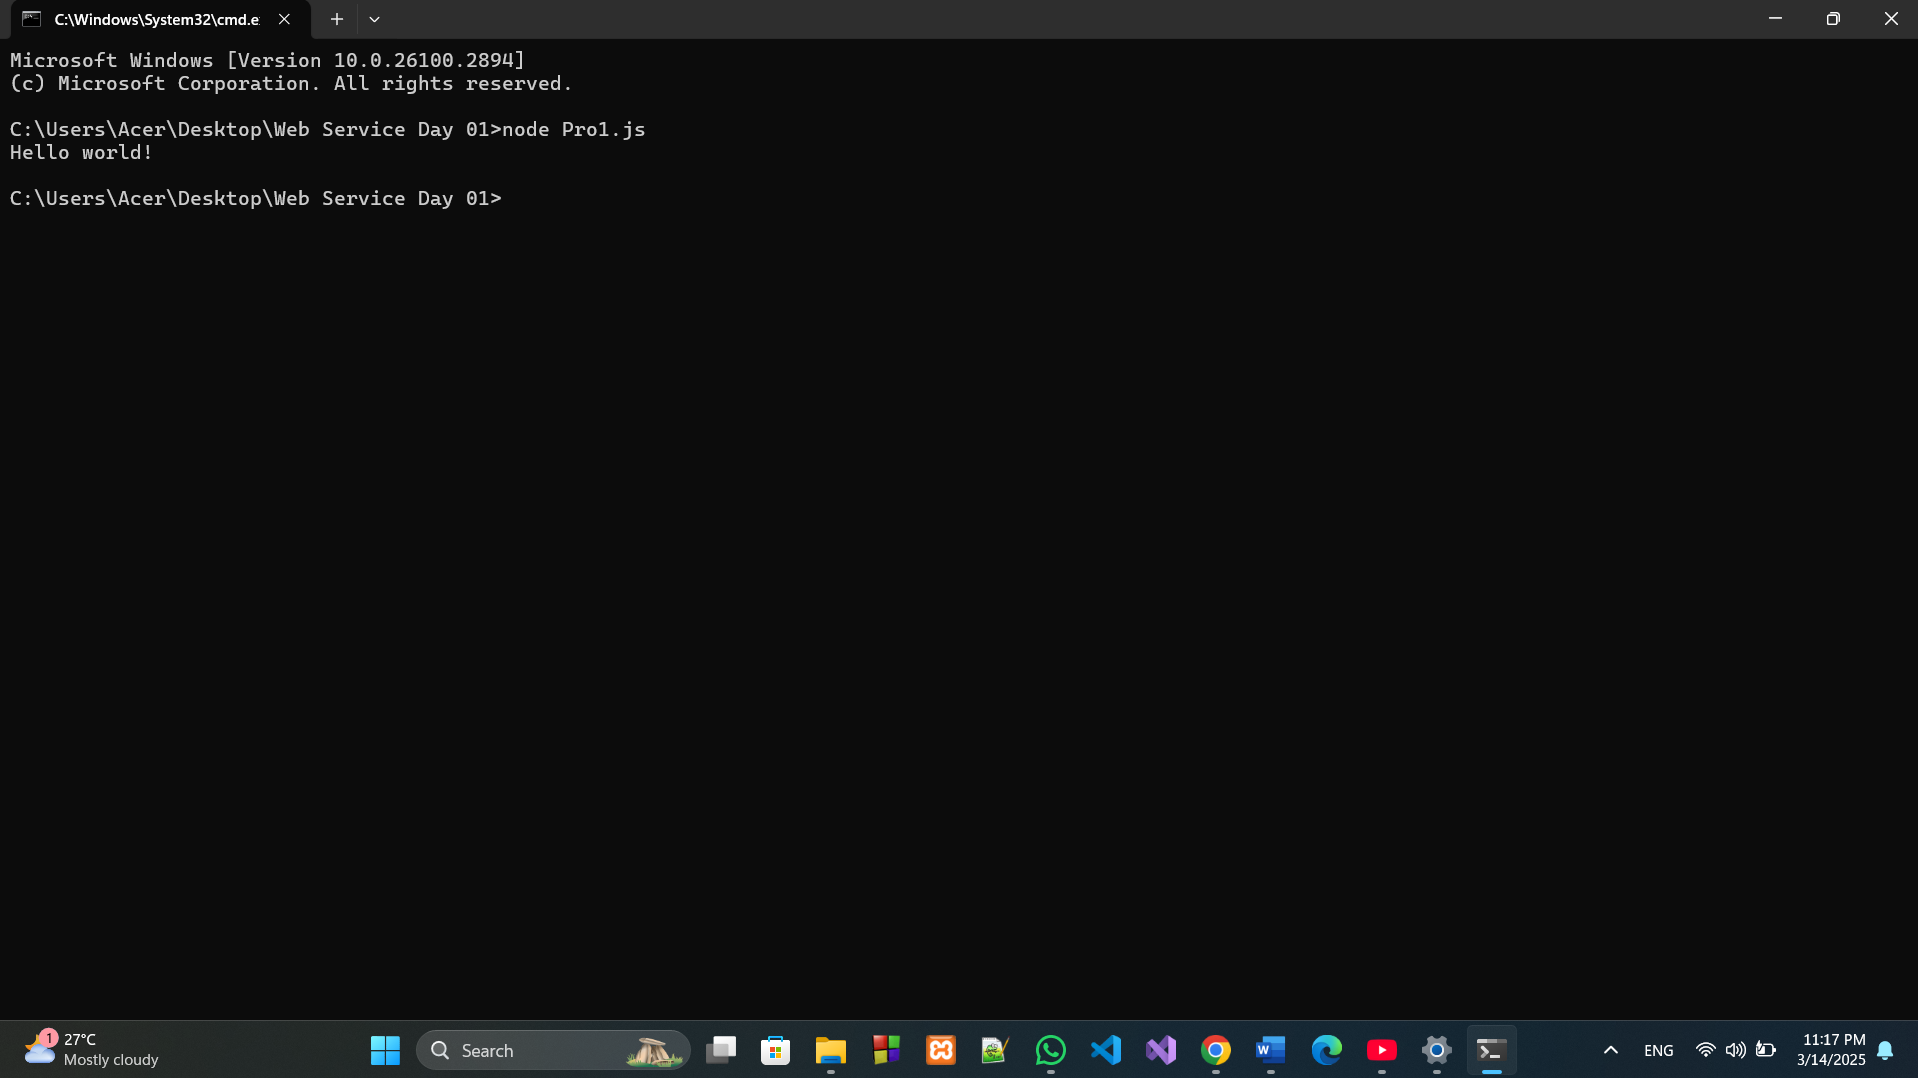 C:\Windows\System32\cmd.e
Microsoft Windows [Version 10.0.26100.2894]
(c) Microsoft Corporation. All rights reserved.
C:\Users\Acer\Desktop\Web Service Day 01>node Pro1.js
Hello world!
C:\Users\Acer\Desktop\Web Service Day 01>
1
27°C
Mostly cloudy
Search
W
ENG
11:17 PM
3/14/2025